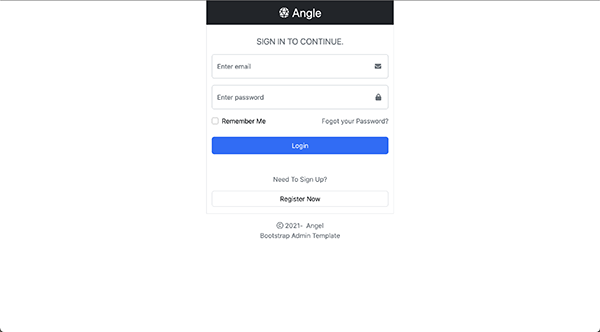 Angle
SIGN IN TO CONTINUE.
Enter email
Enter password
Remember Me Fogot your Password?
Login
Need To Sign Up?
Register Now
© 2021- Angel
Bootstrap Admin Template